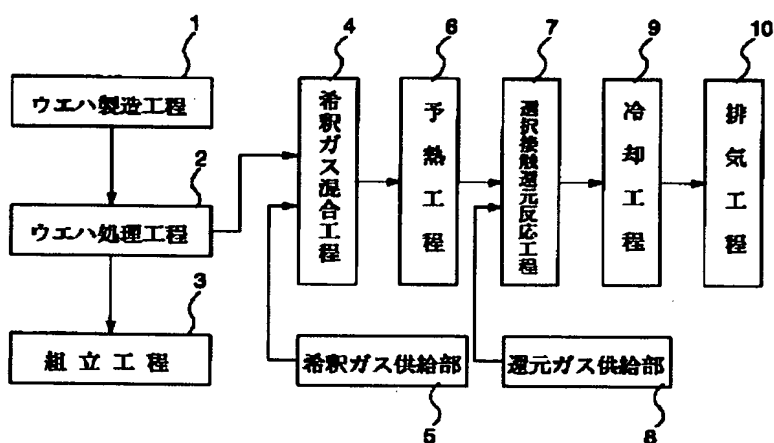 1
ウエハ製造工程
2
ウエハ処理工程
3
組立工程
4
希釈ガス混合工程
6
予熱工程
7
選択接触還元反応工程
9
冷却工程
10
排気工程
希釈ガス供給部
5
還元ガス供給部
8